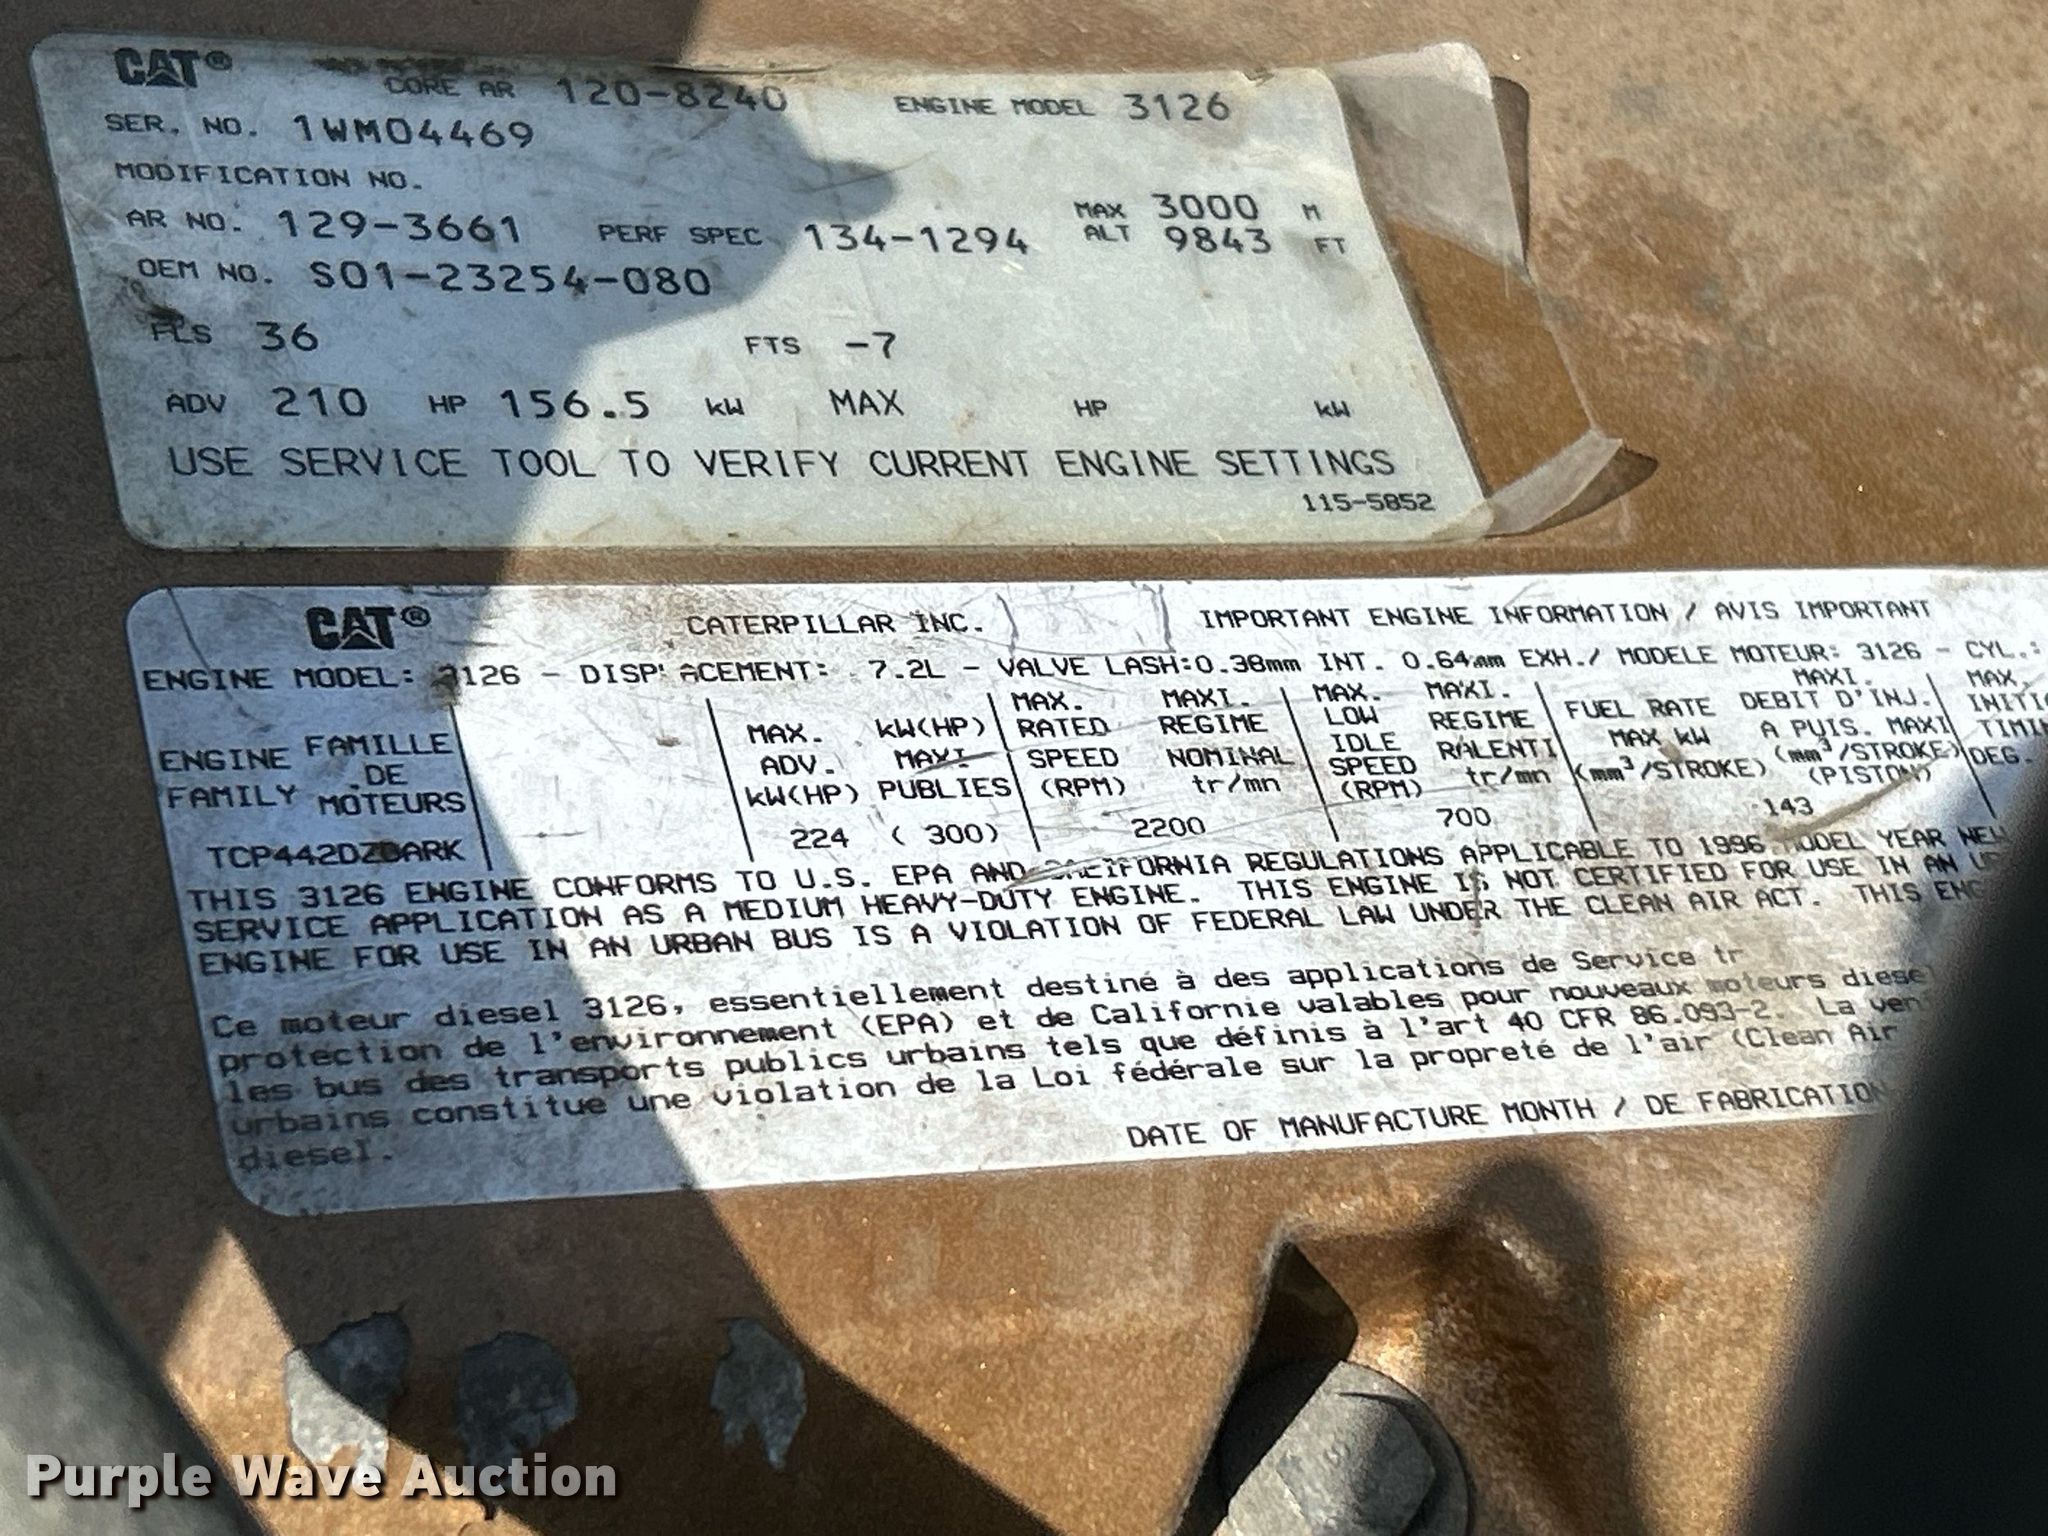 CAT® CORE AR 120-8240 ENGINE MODEL 3126
SER. NO. 1WM04469
MODIFICATION NO.
AR NO. 129-3661 PERF SPEC 134-1294 MAX ALT 3000 M 9843 FT
OEM NO. S01-23254-080
FLS 36 FTS -7
ADV 210 HP 156.5 kW MAX HP kW
USE SERVICE TOOL TO VERIFY CURRENT ENGINE SETTINGS
115-5852
CAT® CATERPILLAR INC. IMPORTANT ENGINE INFORMATION / AVIS IMPORTANT
ENGINE MODEL: 3126 - DISPLACEMENT: 7.2L - VALVE LASH:0.38mm INT. 0.64mm EXH./ MODELE MOTEUR: 3126 - CYL.:
ENGINE FAMILY
FAMILLE DE MOTEURS
MAX. ADV. kW(HP)
kW(HP) MAXI. PUBLIES
MAX. RATED SPEED (RPM)
MAXI. REGIME NOMINAL tr/mn
MAX. LOW IDLE SPEED (RPM)
MAXI. REGIME RALENTI tr/mn
FUEL RATE MAX kW (mm³/STROKE)
MAXI. DEBIT D'INJ. A PUIS. MAXI (mm³/STROKE) (PISTON)
MAX. DEG.
224 (300) 2200 700 143
THIS 3126 ENGINE CONFORMS TO U.S. EPA AND CALIFORNIA REGULATIONS APPLICABLE TO 1996 MODEL YEAR
SERVICE APPLICATION AS A MEDIUM HEAVY-DUTY ENGINE. THIS ENGINE IS NOT CERTIFIED FOR USE IN AN
ENGINE FOR USE IN AN URBAN BUS IS A VIOLATION OF FEDERAL LAW UNDER THE CLEAN AIR ACT. THIS
Ce moteur diesel 3126, essentiellement destiné à des applications de Service tr
protection de l'environnement (EPA) et de Californie valables pour nouveaux moteurs diesel
les bus des transports publics urbains tels que définis à l'art 40 CFR 86.093-2. La ven
urbains constitue une violation de la Loi fédérale sur la propreté de l'air (Clean Air
diesel.
DATE OF MANUFACTURE MONTH / DE FABRICATION
Purple Wave Auction